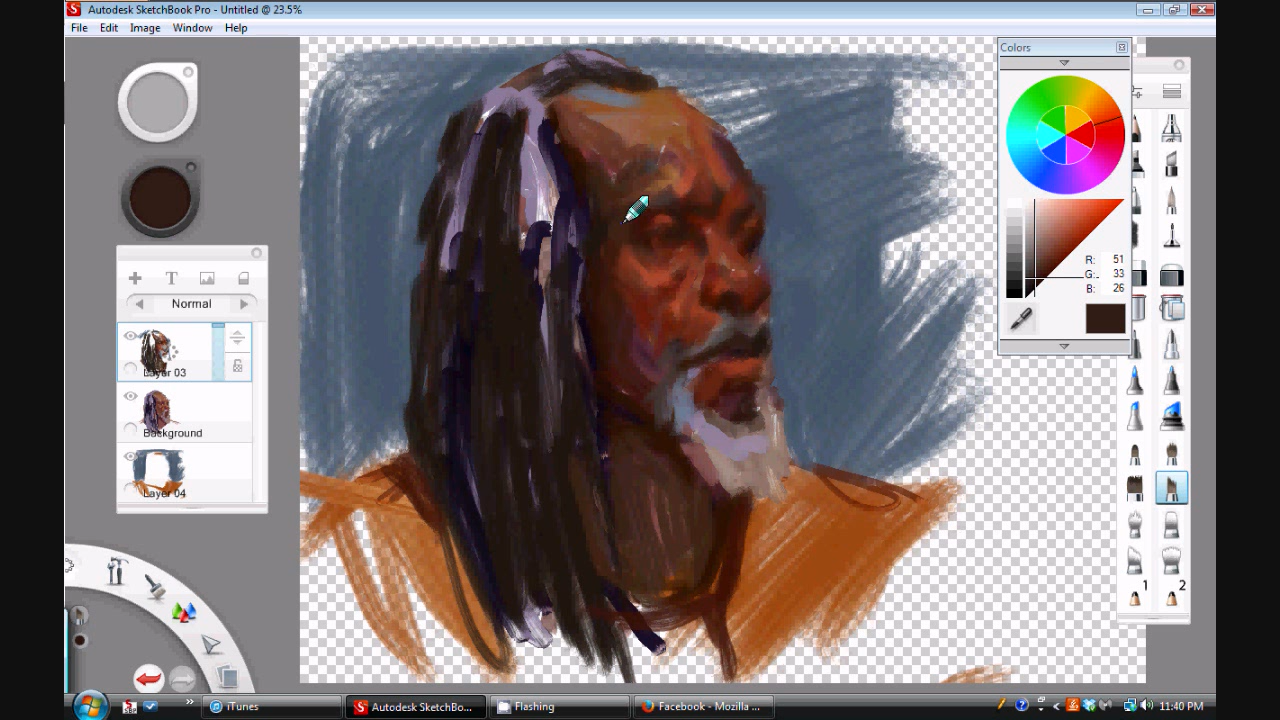 Autodesk SketchBook Pro - Untitled @ 23.5%
File Edit Image Window Help
Colors
R: 51
G: 33
B: 26
Normal
Layer 03
Background
Layer 04
1 2
iTunes
Autodesk SketchBo...
Flashing
Facebook - Mozilla ...
11:40 PM